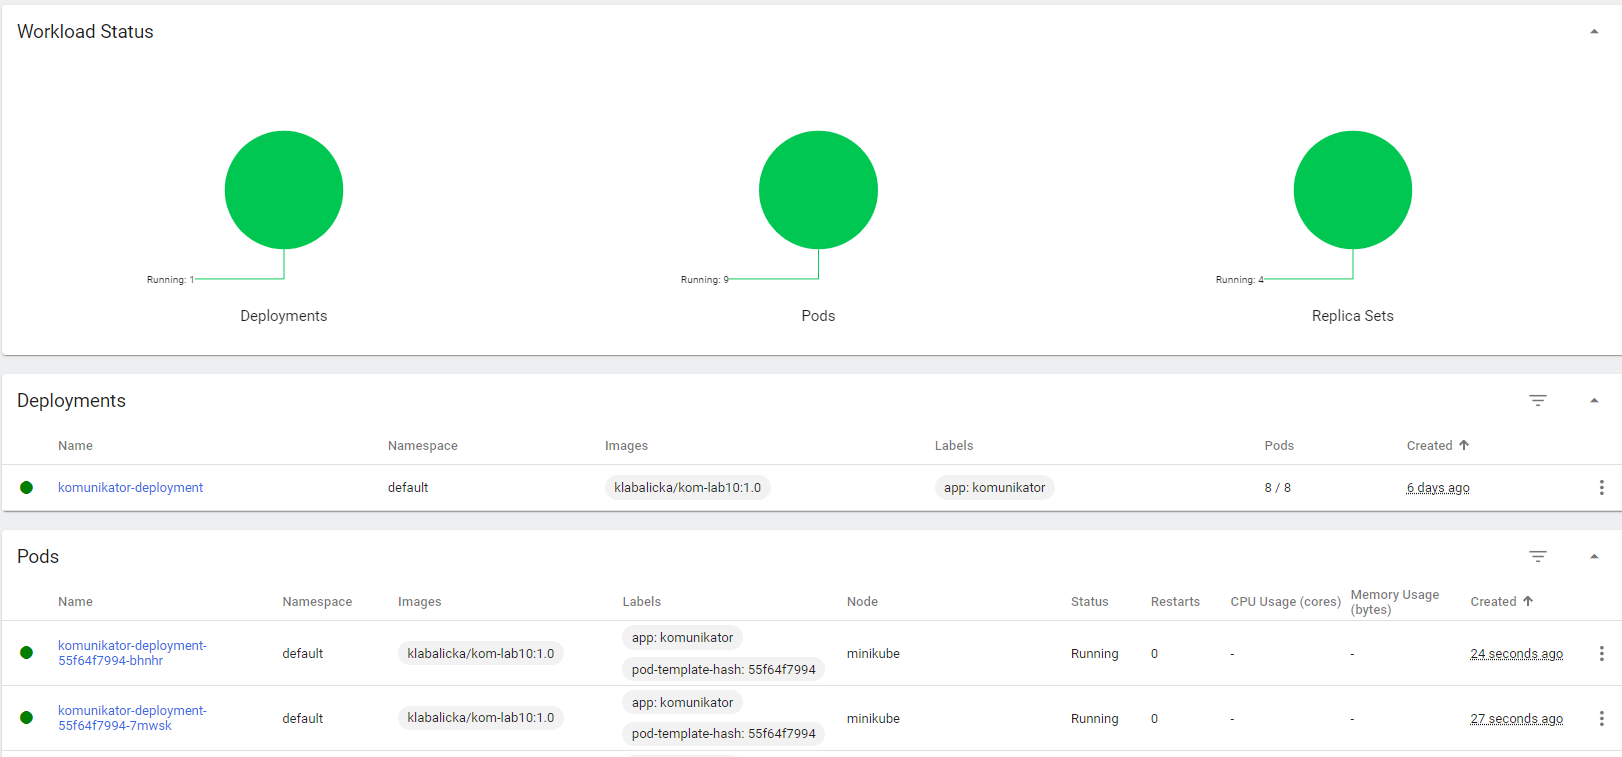 Workload Status
Running: 1
Running: 9
Running: 4
Deployments
Pods
Replica Sets
Deployments
Name Namespace Images Labels Pods Created
komunikator-deployment default klabalicka/kom-lab10:1.0 app: komunikator 8 / 8 6 days ago
Pods
Name Namespace Images Labels Node Status Restarts CPU Usage (cores) Memory Usage (bytes) Created
komunikator-deployment-
55f64f7994-bhnhr
default klabalicka/kom-lab10:1.0
app: komunikator
pod-template-hash: 55f64f7994
minikube Running 0 - - 24 seconds ago
komunikator-deployment-
55f64f7994-7mwsk
default klabalicka/kom-lab10:1.0
app: komunikator
pod-template-hash: 55f64f7994
minikube Running 0 - - 27 seconds ago